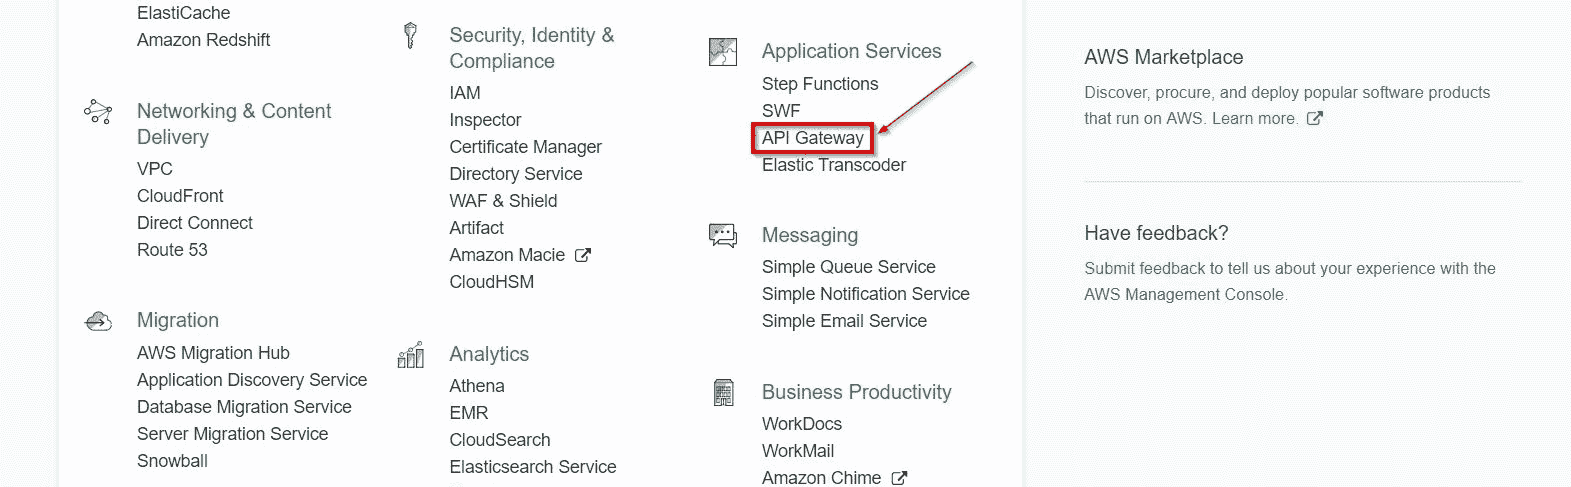 ElastiCache
Amazon Redshift
Networking & Content
Delivery
VPC
CloudFront
Direct Connect
Route 53
Migration
AWS Migration Hub
Application Discovery Service
Database Migration Service
Server Migration Service
Snowball
Security, Identity &
Compliance
IAM
Inspector
Certificate Manager
Directory Service
WAF & Shield
Artifact
Amazon Macie
CloudHSM
Analytics
Athena
EMR
CloudSearch
Elasticsearch Service
Application Services
Step Functions
SWF
API Gateway
Elastic Transcoder
Messaging
Simple Queue Service
Simple Notification Service
Simple Email Service
Business Productivity
WorkDocs
WorkMail
Amazon Chime
AWS Marketplace
Discover, procure, and deploy popular software products
that run on AWS. Learn more.
Have feedback?
Submit feedback to tell us about your experience with the
AWS Management Console.